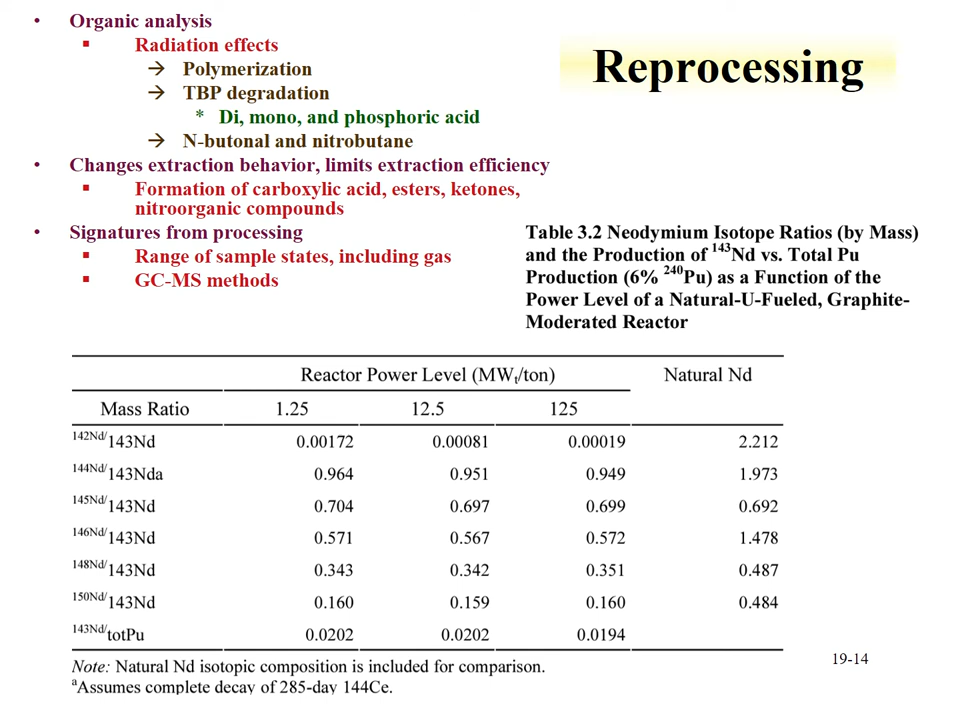 • Organic analysis
▪ Radiation effects
→ Polymerization
→ TBP degradation
* Di, mono, and phosphoric acid
→ N-butonal and nitrobutane
• Changes extraction behavior, limits extraction efficiency
▪ Formation of carboxylic acid, esters, ketones,
nitroorganic compounds
• Signatures from processing
▪ Range of sample states, including gas
▪ GC-MS methods
Reprocessing
Table 3.2 Neodymium Isotope Ratios (by Mass)
and the Production of ¹⁴³Nd vs. Total Pu
Production (6% ²⁴⁰Pu) as a Function of the
Power Level of a Natural-U-Fueled, Graphite-
Moderated Reactor
Reactor Power Level (MWₜ/ton) Natural Nd
Mass Ratio 1.25 12.5 125
¹⁴²ᴺᵈ/143Nd 0.00172 0.00081 0.00019 2.212
¹⁴⁴ᴺᵈ/143Nda 0.964 0.951 0.949 1.973
¹⁴⁵ᴺᵈ/143Nd 0.704 0.697 0.699 0.692
¹⁴⁶ᴺᵈ/143Nd 0.571 0.567 0.572 1.478
¹⁴⁸ᴺᵈ/143Nd 0.343 0.342 0.351 0.487
¹⁵⁰ᴺᵈ/143Nd 0.160 0.159 0.160 0.484
¹⁴³ᴺᵈ/totPu 0.0202 0.0202 0.0194
Note: Natural Nd isotopic composition is included for comparison.
ᵃAssumes complete decay of 285-day 144Ce.
19-14